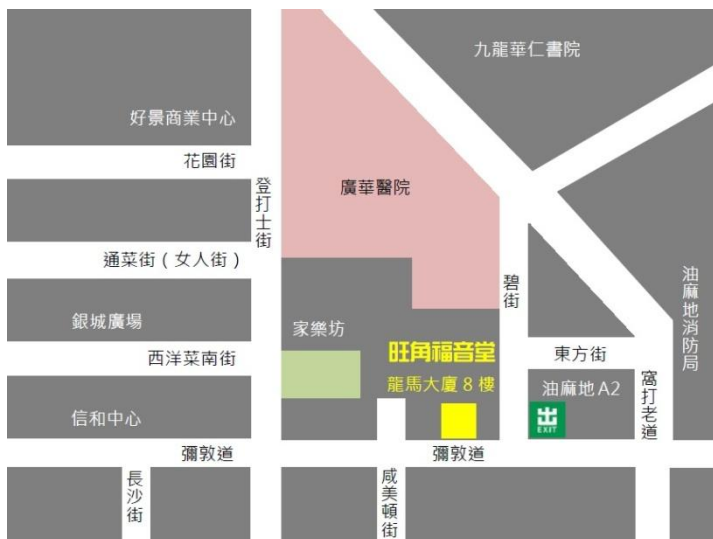 九龍華仁書院
好景商業中心
花園街
登打士街
廣華醫院
通菜街（女人街）
碧街
油麻地消防局
銀城廣場
家樂坊
旺角福音堂
西洋菜南街
東方街
龍馬大廈 8 樓
油麻地 A2
窩打老道
信和中心
出
EXIT
彌敦道
彌敦道
長沙街
咸美頓街